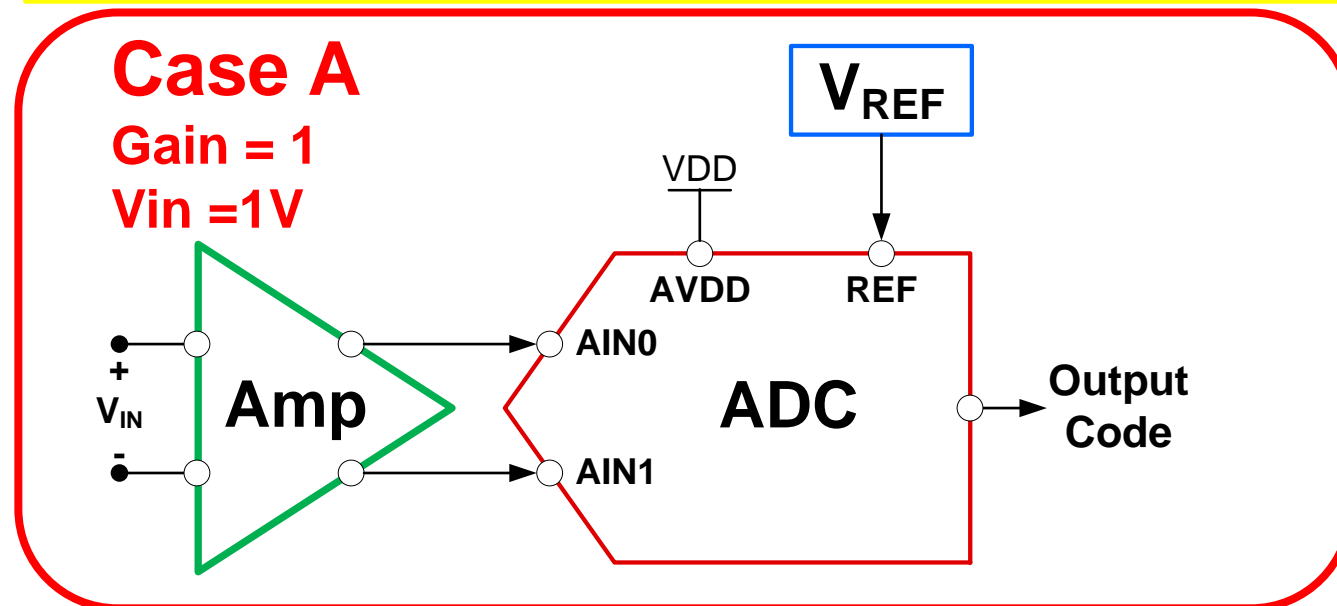 Case A
Gain = 1
Vin =1V
VREF
VDD
AVDD
REF
AIN0
+
VIN
-
Amp
ADC
AIN1
Output
Code